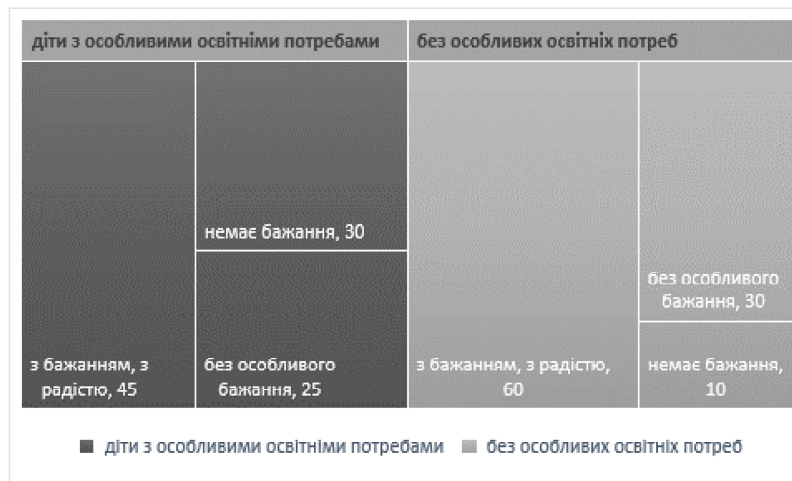 діти з особливими освітніми потребами
без особливих освітніх потреб
з бажанням, з
радістю, 45
немає бажання, 30
без особливого
бажання, 25
з бажанням, з радістю,
60
без особливого
бажання, 30
немає бажання,
10
діти з особливими освітніми потребами
без особливих освітніх потреб